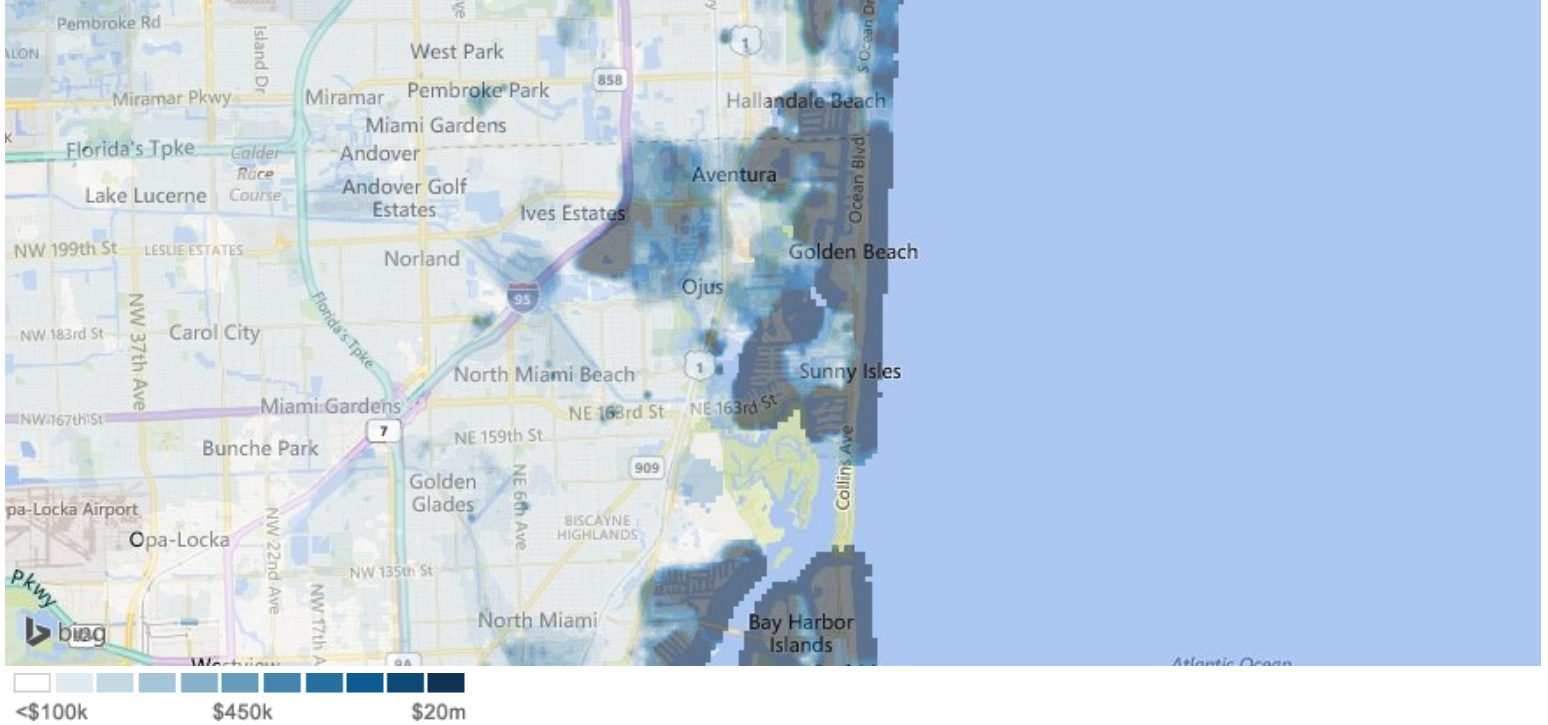 Pembroke Rd
Island Dr
Ave
West Park
1
S Ocean Dr
ALON
858
Miramar Pkwy
Miramar
Pembroke Park
Hallandale Beach
Miami Gardens
Florida's Tpke
Calder
Race
Course
Andover
Lake Lucerne
Andover Golf
Estates
Aventura
Ocean Blvd
Ives Estates
NW 199th St
LESLIE ESTATES
Norland
Golden Beach
95
Ojus
Florida's Tpke
NW 183rd St
NW 37th Ave
Carol City
North Miami Beach
1
Sunny Isles
Miami Gardens
NE 163rd St
NE 163rd St
NW 167th St
7
NE 159th St
Bunche Park
909
Collins Ave
Golden
Glades
NE 6th Ave
pa-Locka Airport
NW 22nd Ave
BISCAYNE
HIGHLANDS
Opa-Locka
NW 135th St
Pkwy
NW 17th A
North Miami
Bay Harbor
Islands
bing
Westview
9A
Atlantic Ocean
<$100k
$450k
$20m